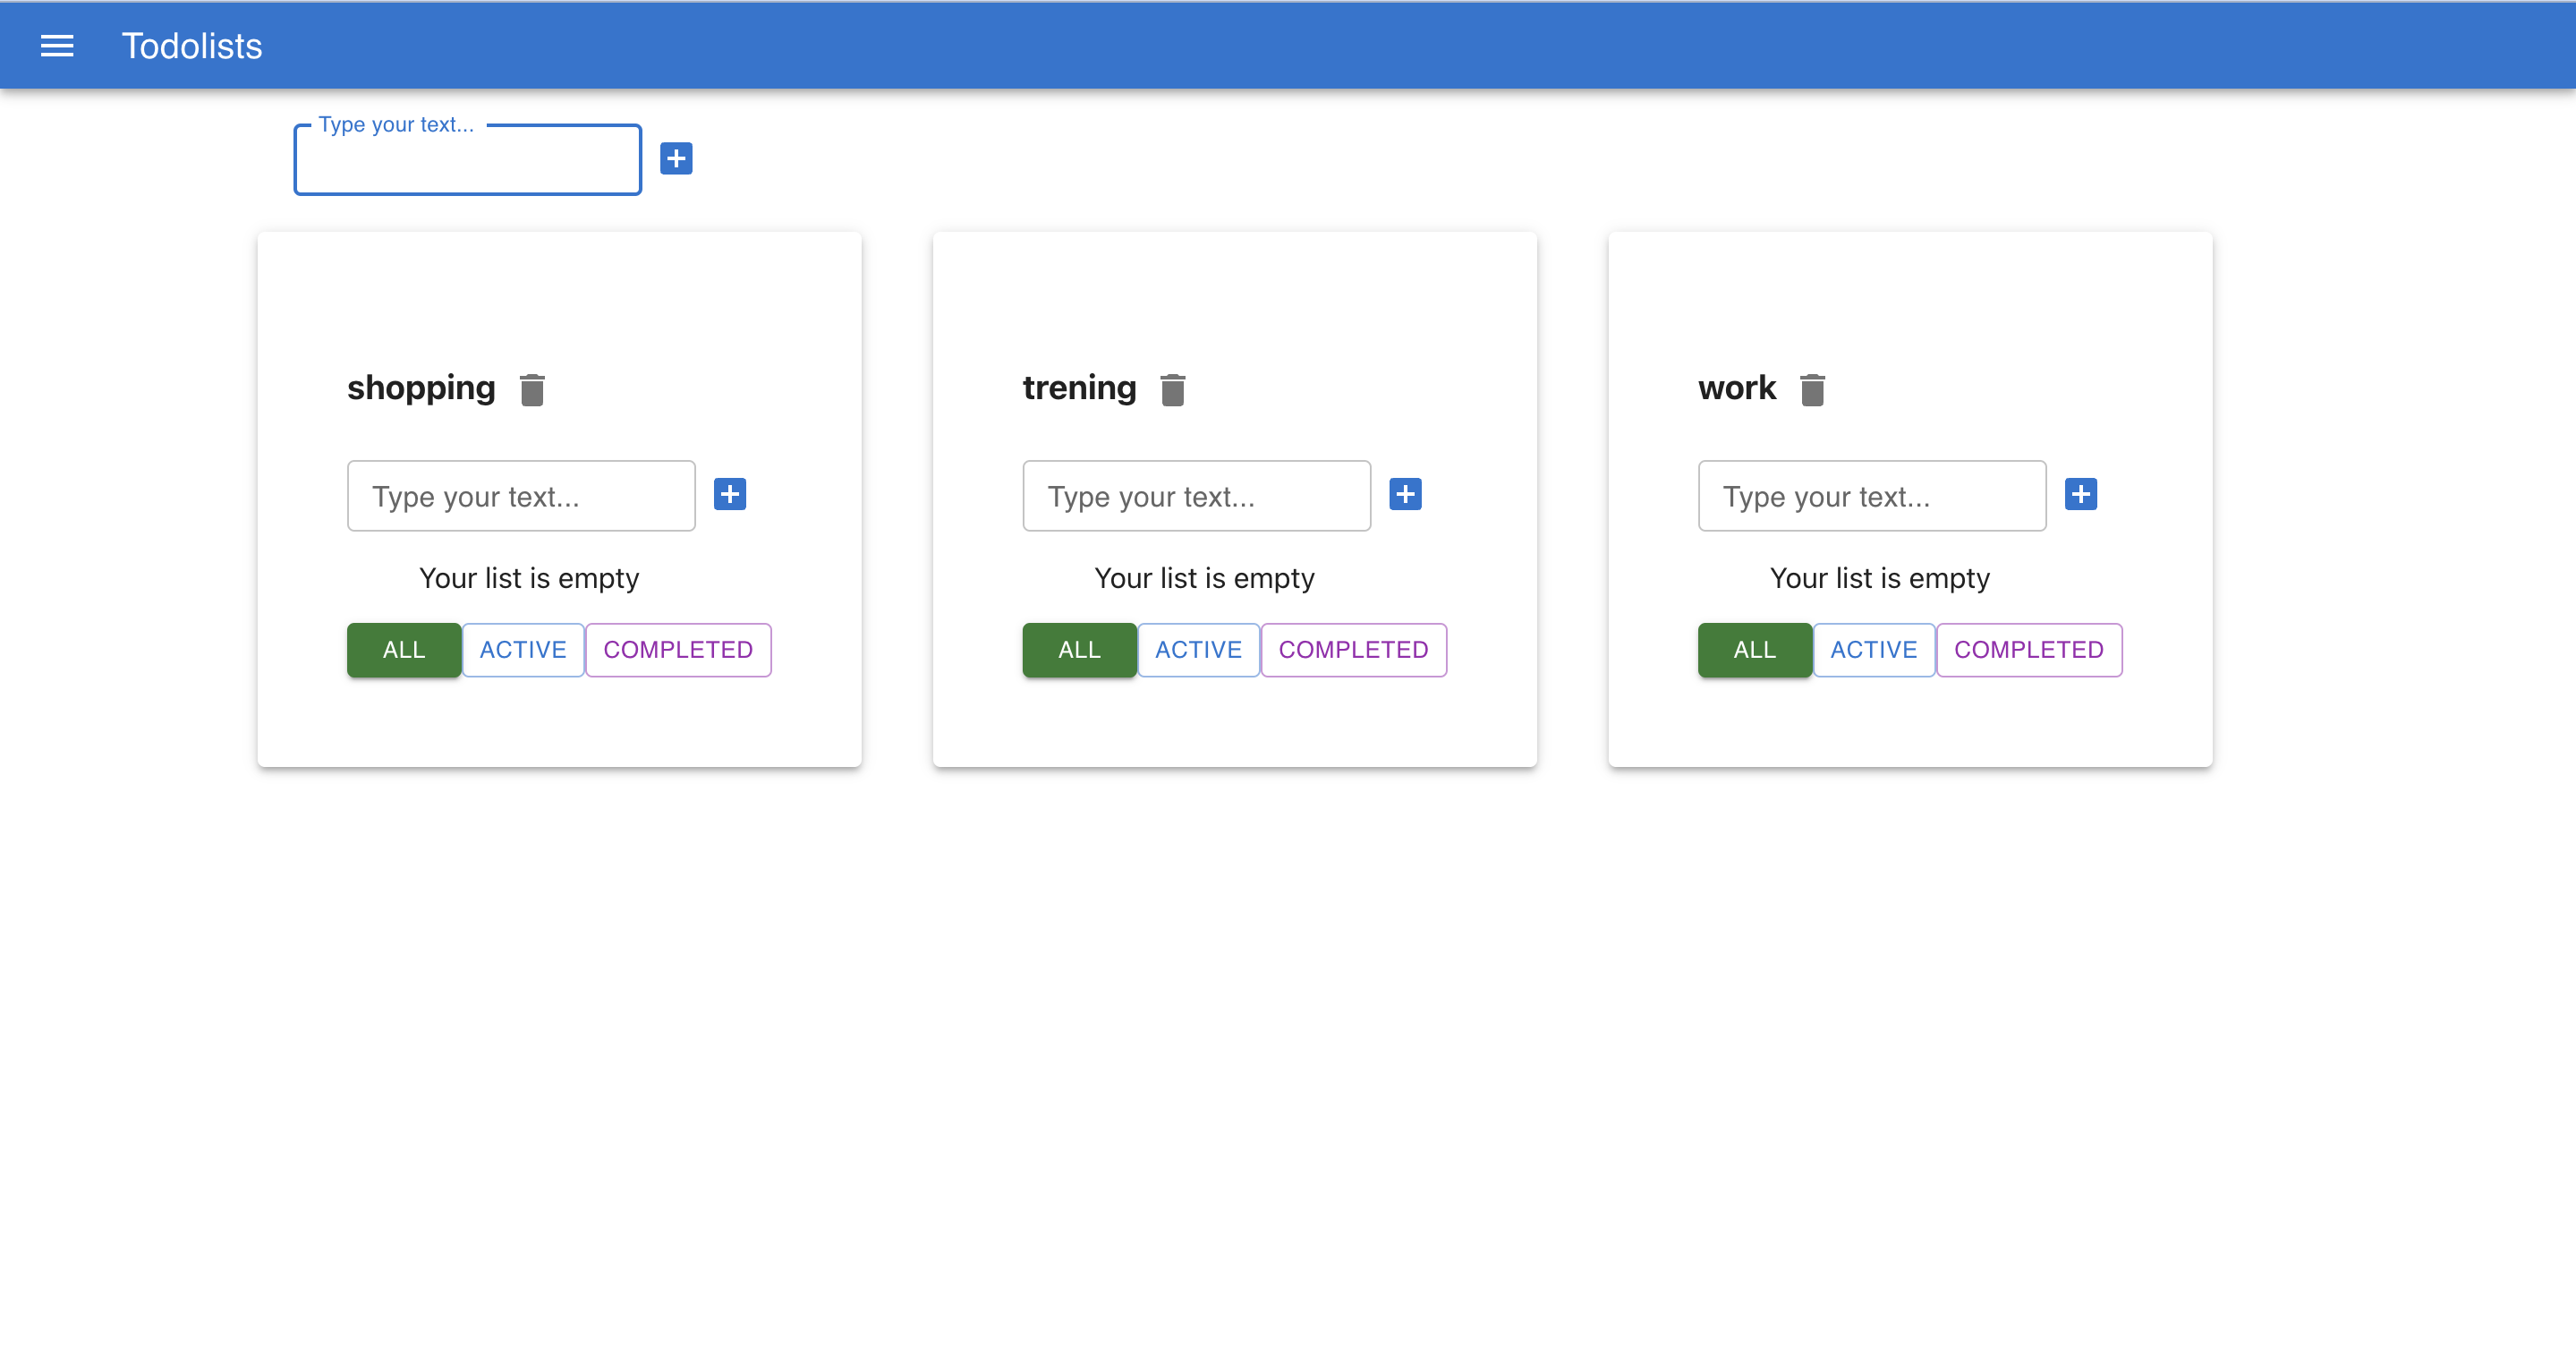 Todolists
Type your text...
shopping
Type your text...
Your list is empty
ALL ACTIVE COMPLETED
trening
Type your text...
Your list is empty
ALL ACTIVE COMPLETED
work
Type your text...
Your list is empty
ALL ACTIVE COMPLETED